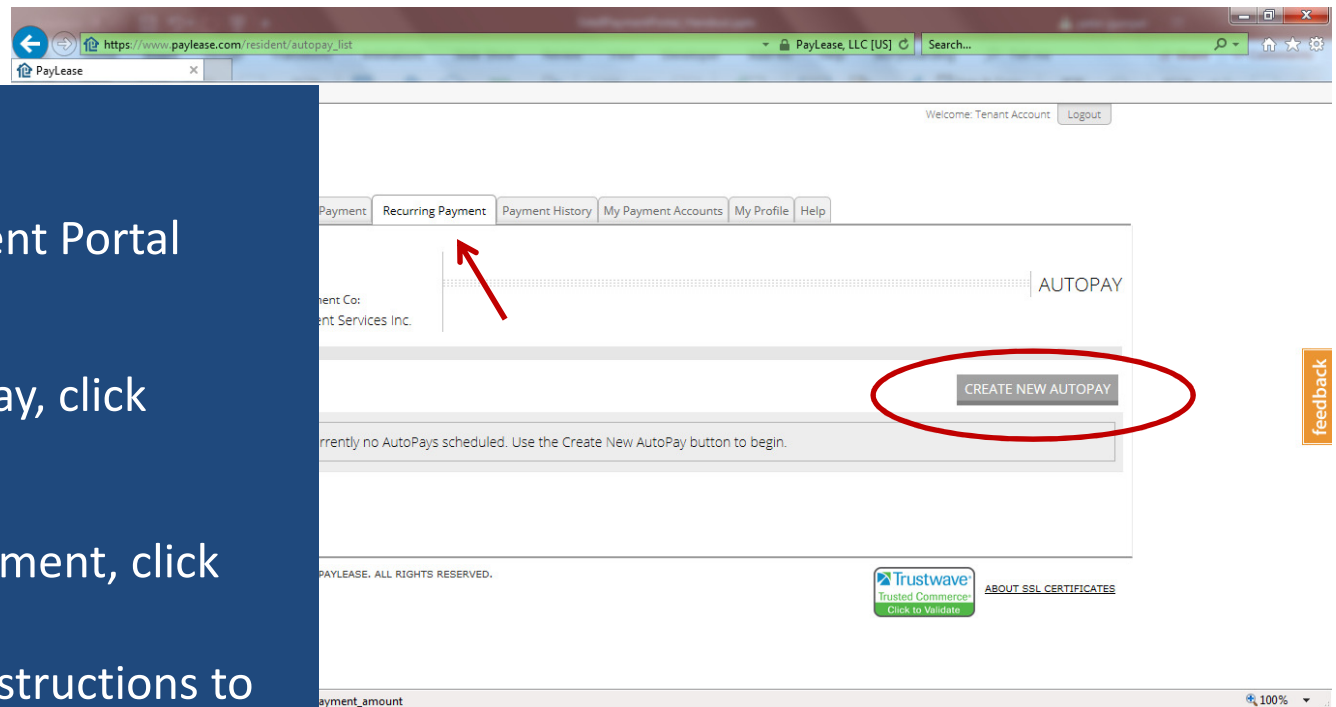 https://www.paylease.com/resident/autopay_list
PayLease, LLC [US]
Search...
PayLease
Welcome: Tenant Account
Logout
Payment
Recurring Payment
Payment History
My Payment Accounts
My Profile
Help
ent Portal
AUTOPAY
ment Co:
ent Services Inc.
ay, click
CREATE NEW AUTOPAY
feedback
rrently no AutoPays scheduled. Use the Create New AutoPay button to begin.
ment, click
PAYLEASE. ALL RIGHTS RESERVED.
Trustwave
Trusted Commerce
Click to Validate
ABOUT SSL CERTIFICATES
structions to
ayment_amount
100%